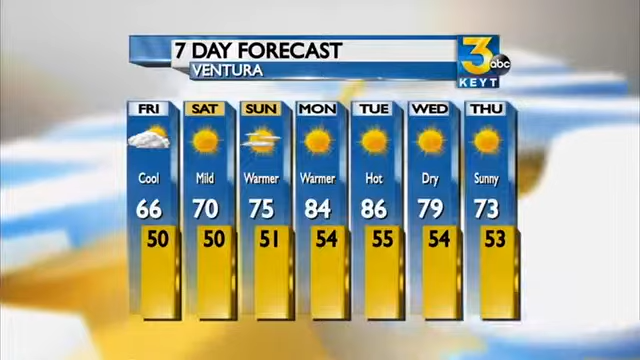 7 DAY FORECAST
VENTURA
3 abc
KEYT
FRI SAT SUN MON TUE WED THU
Cool Mild Warmer Warmer Hot Dry Sunny
66 70 75 84 86 79 73
50 50 51 54 55 54 53